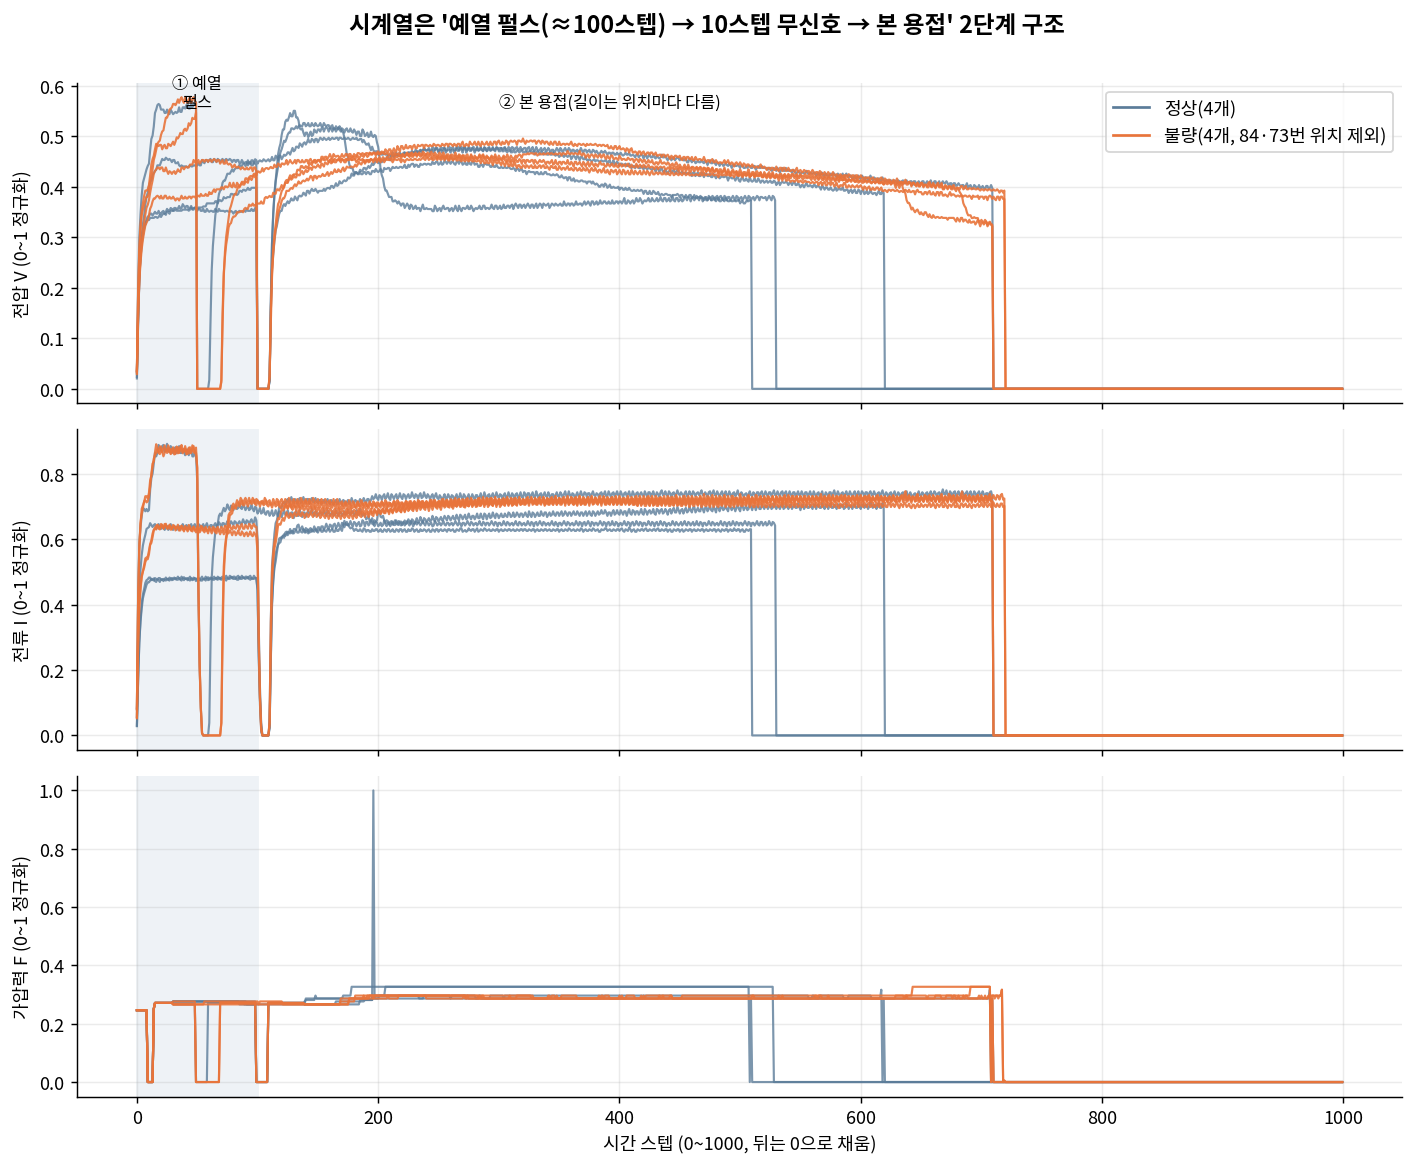 시계열은 '예열 펄스(≈100스텝) → 10스텝 무신호 → 본 용접' 2단계 구조
① 예열
펄스
② 본 용접(길이는 위치마다 다름)
정상(4개)
불량(4개, 84·73번 위치 제외)
전압 V (0~1 정규화)
0.6
0.5
0.4
0.3
0.2
0.1
0.0
전류 I (0~1 정규화)
0.8
0.6
0.4
0.2
0.0
가압력 F (0~1 정규화)
1.0
0.8
0.6
0.4
0.2
0.0
0 200 400 600 800 1000
시간 스텝 (0~1000, 뒤는 0으로 채움)